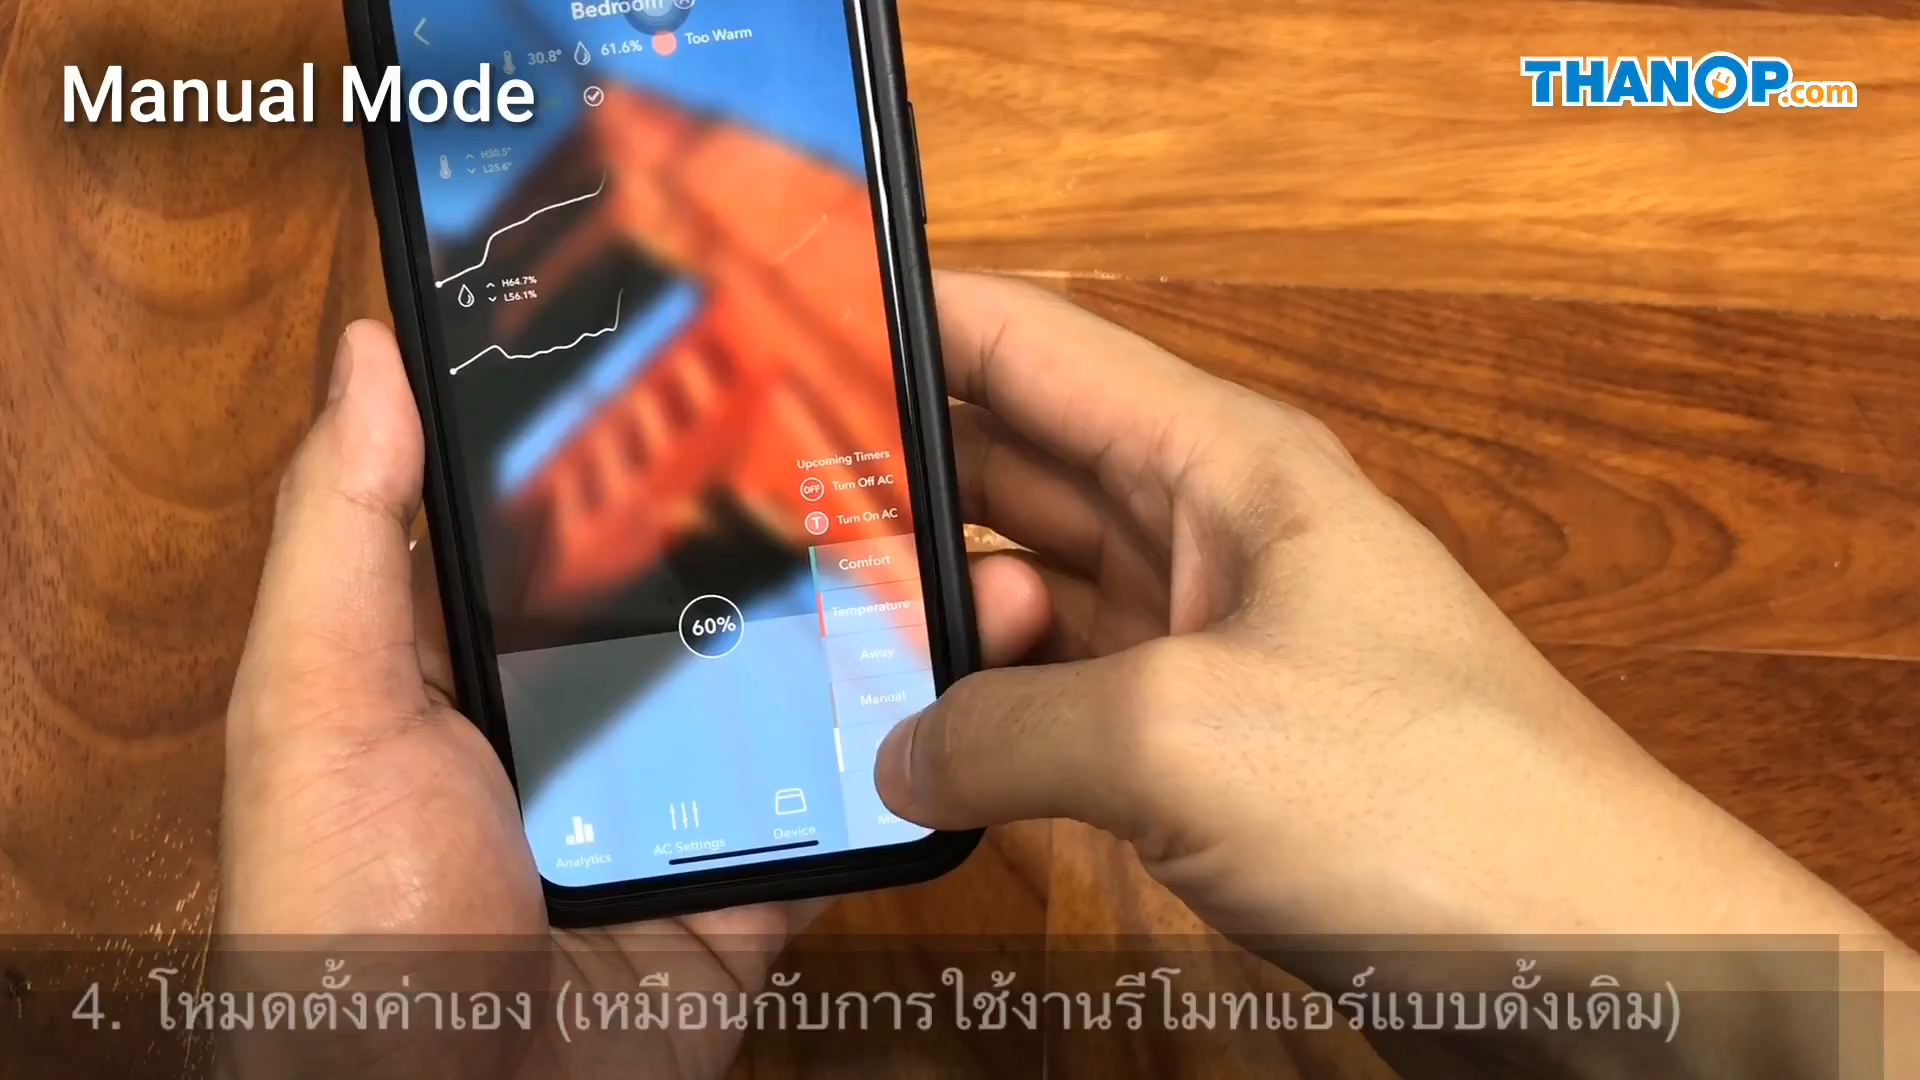 Bedroom
30.8° 61.6% Too Warm
Manual Mode
THANOP.com
H30.5°
L25.6°
H64.7%
L56.1%
Upcoming Timers
OFF Turn Off AC
T Turn On AC
Comfort
Temperature
60%
Away
Manual
Analytics
AC Settings
Device
4. โหมดตั้งค่าเอง (เหมือนกับการใช้งานรีโมทแอร์แบบดั้งเดิม)